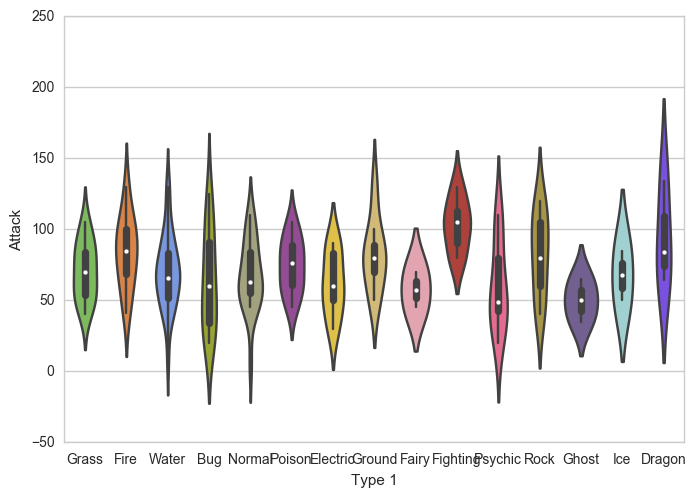 250
200
150
100
50
0
−50
Attack
Grass Fire Water Bug Normal Poison Electric Ground Fairy Fighting Psychic Rock Ghost Ice Dragon
Type 1